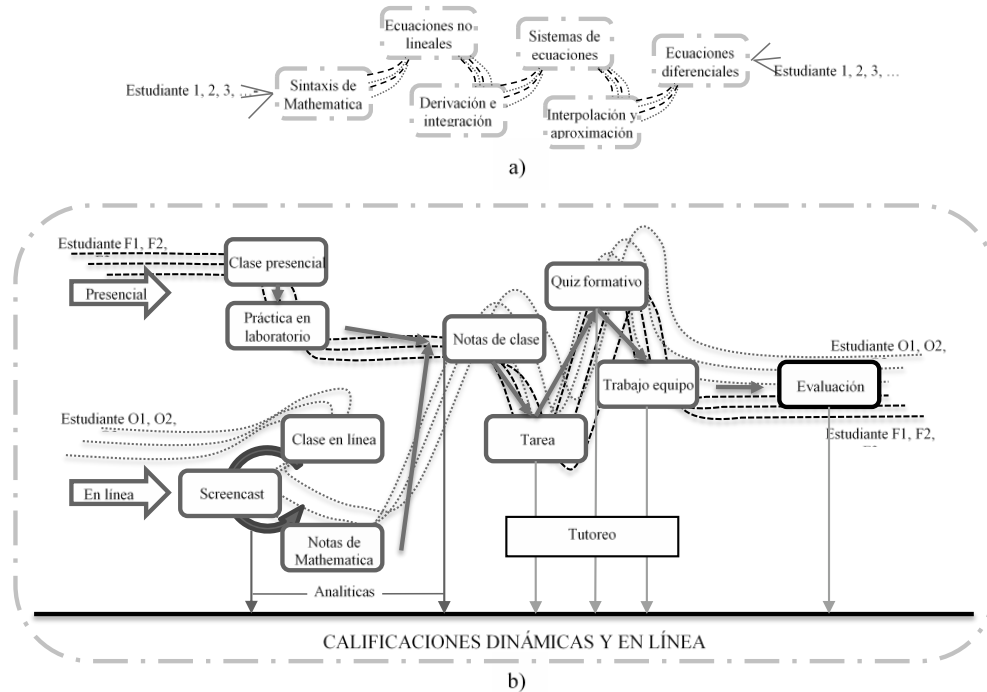 Ecuaciones no
lineales
Sistemas de
ecuaciones
Ecuaciones
diferenciales
Estudiante 1, 2, 3, ...
Sintaxis de
Mathematica
Estudiante 1, 2, 3, ...
Derivación e
integración
Interpolación y
aproximación
a)
Estudiante F1, F2,
Clase presencial
Presencial
Práctica en
laboratorio
Quiz formativo
Notas de clase
Estudiante O1, O2,
Trabajo equipo
Evaluación
Estudiante O1, O2,
Clase en línea
Tarea
Estudiante F1, F2,
En línea
Screencast
Notas de
Mathematica
Tutoreo
Analíticas
CALIFICACIONES DINÁMICAS Y EN LÍNEA
b)